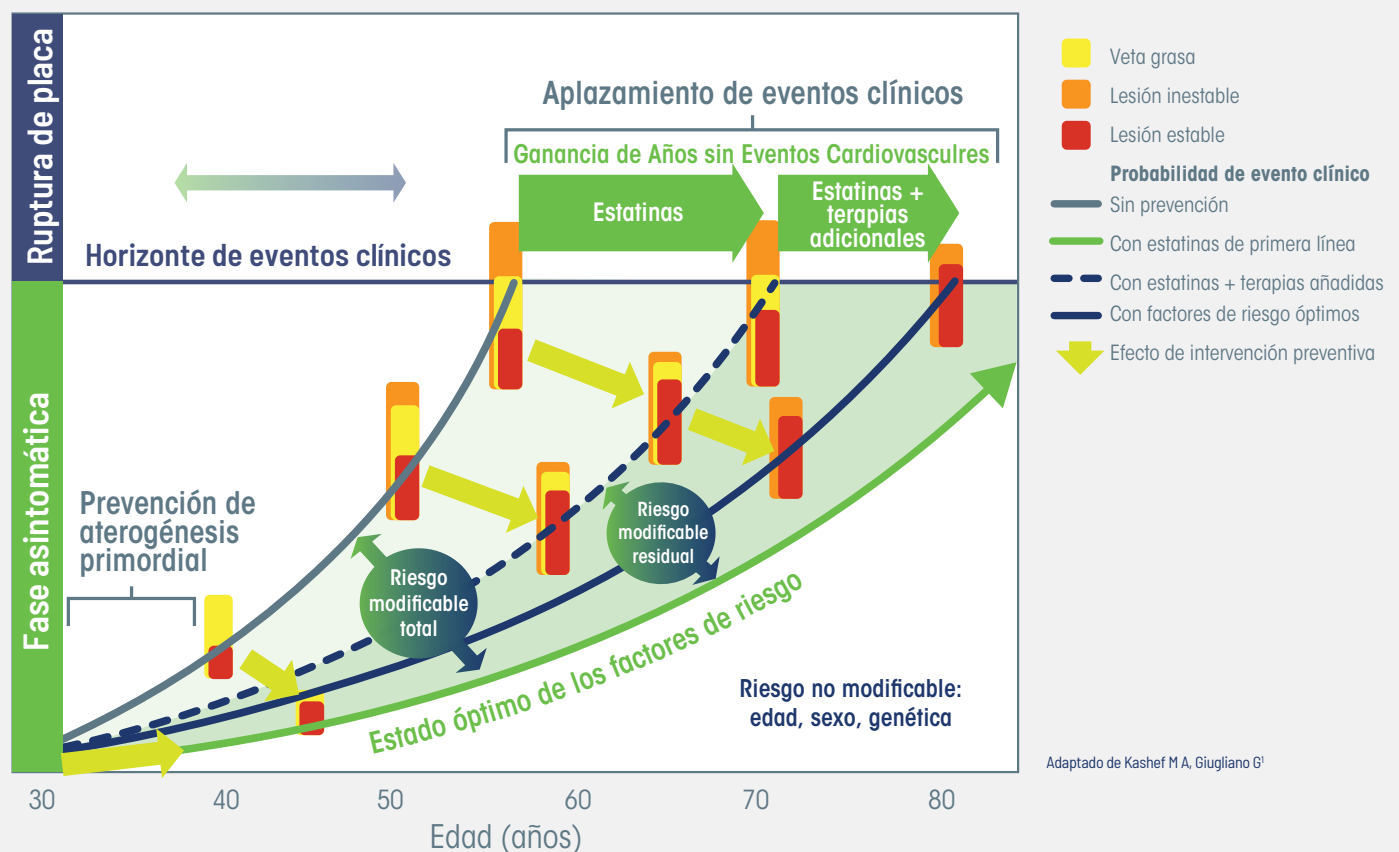 Ruptura de placa
Fase asintomática
Aplazamiento de eventos clínicos
Ganancia de Años sin Eventos Cardiovasculres
Estatinas
Estatinas +
terapias
adicionales
Horizonte de eventos clínicos
Prevención de
aterogénesis
primordial
Riesgo
modificable
total
Riesgo
modificable
residual
Estado óptimo de los factores de riesgo
Riesgo no modificable:
edad, sexo, genética
30 40 50 60 70 80
Edad (años)
Veta grasa
Lesión inestable
Lesión estable
Probabilidad de evento clínico
Sin prevención
Con estatinas de primera línea
Con estatinas + terapias añadidas
Con factores de riesgo óptimos
Efecto de intervención preventiva
Adaptado de Kashef M A, Giugliano G¹